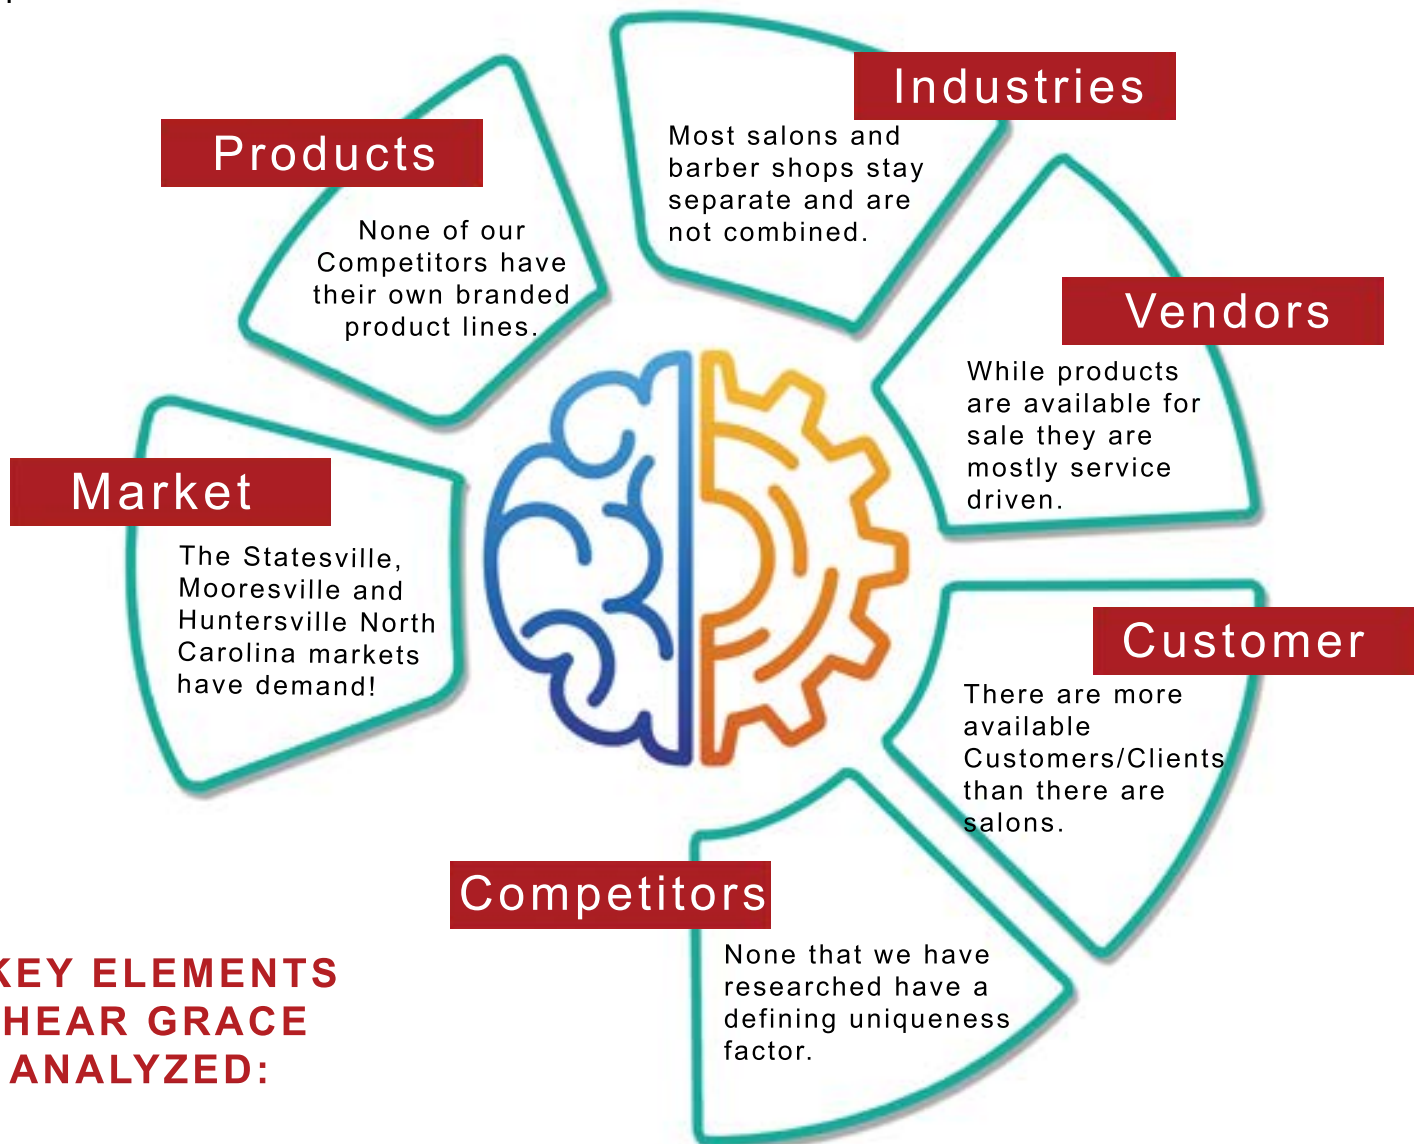 Industries
Most salons and
barber shops stay
separate and are
not combined.
Products
None of our
Competitors have
their own branded
product lines.
Vendors
While products
are available for
sale they are
mostly service
driven.
Market
The Statesville,
Mooresville and
Huntersville North
Carolina markets
have demand!
Customer
There are more
available
Customers/Clients
than there are
salons.
Competitors
None that we have
researched have a
defining uniqueness
factor.
KEY ELEMENTS
HEAR GRACE
ANALYZED: